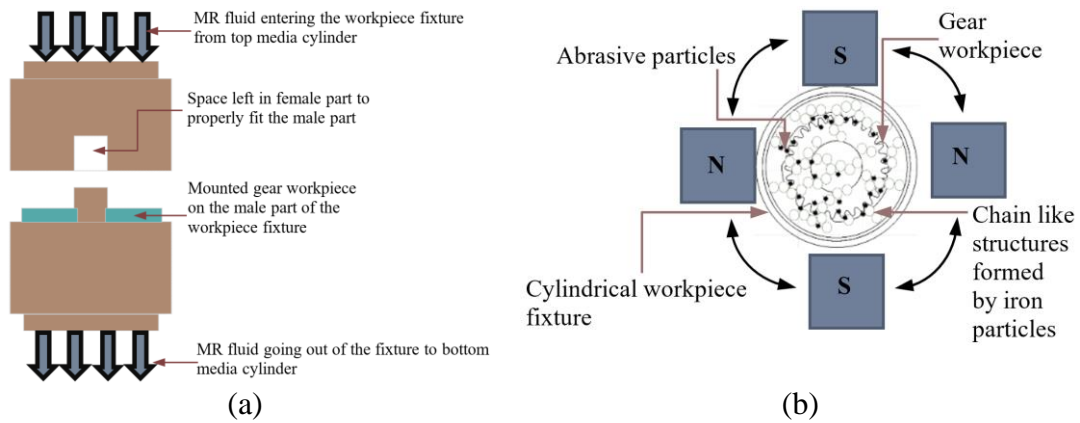 MR fluid entering the workpiece fixture
from top media cylinder
Space left in female part to
properly fit the male part
Mounted gear workpiece
on the male part of the
workpiece fixture
MR fluid going out of the fixture to bottom
media cylinder
(a)
Abrasive particles
Gear
workpiece
S
N
N
S
Cylindrical workpiece
fixture
Chain like
structures
formed
by iron
particles
(b)